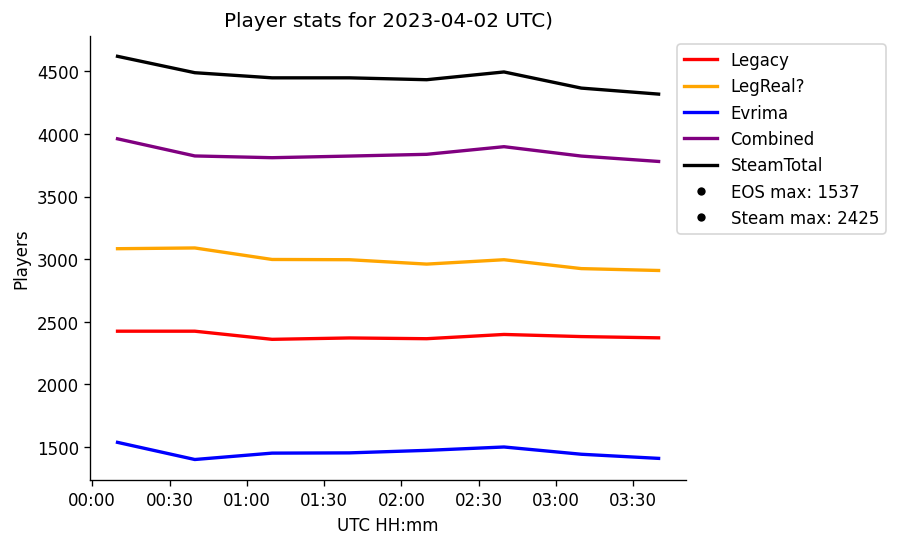 Player stats for 2023-04-02 UTC)
Legacy
LegReal?
Evrima
Combined
SteamTotal
EOS max: 1537
Steam max: 2425
Players
4500
4000
3500
3000
2500
2000
1500
00:00 00:30 01:00 01:30 02:00 02:30 03:00 03:30
UTC HH:mm